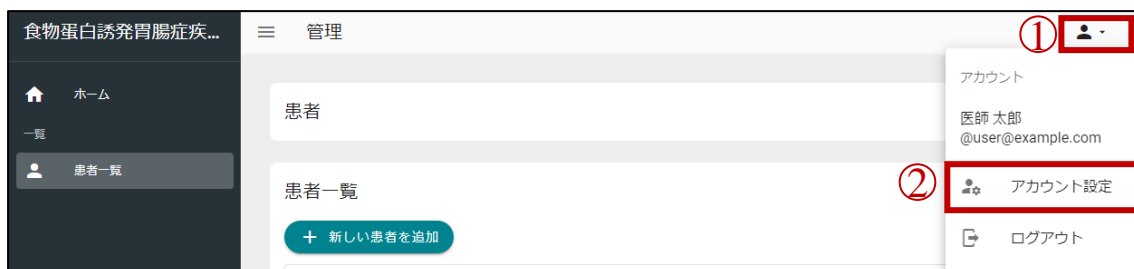 食物蛋白誘発胃腸症疾...
管理
①
ホーム
一覧
患者一覧
患者
患者一覧
+ 新しい患者を追加
アカウント
医師 太郎
@user@example.com
②
アカウント設定
ログアウト